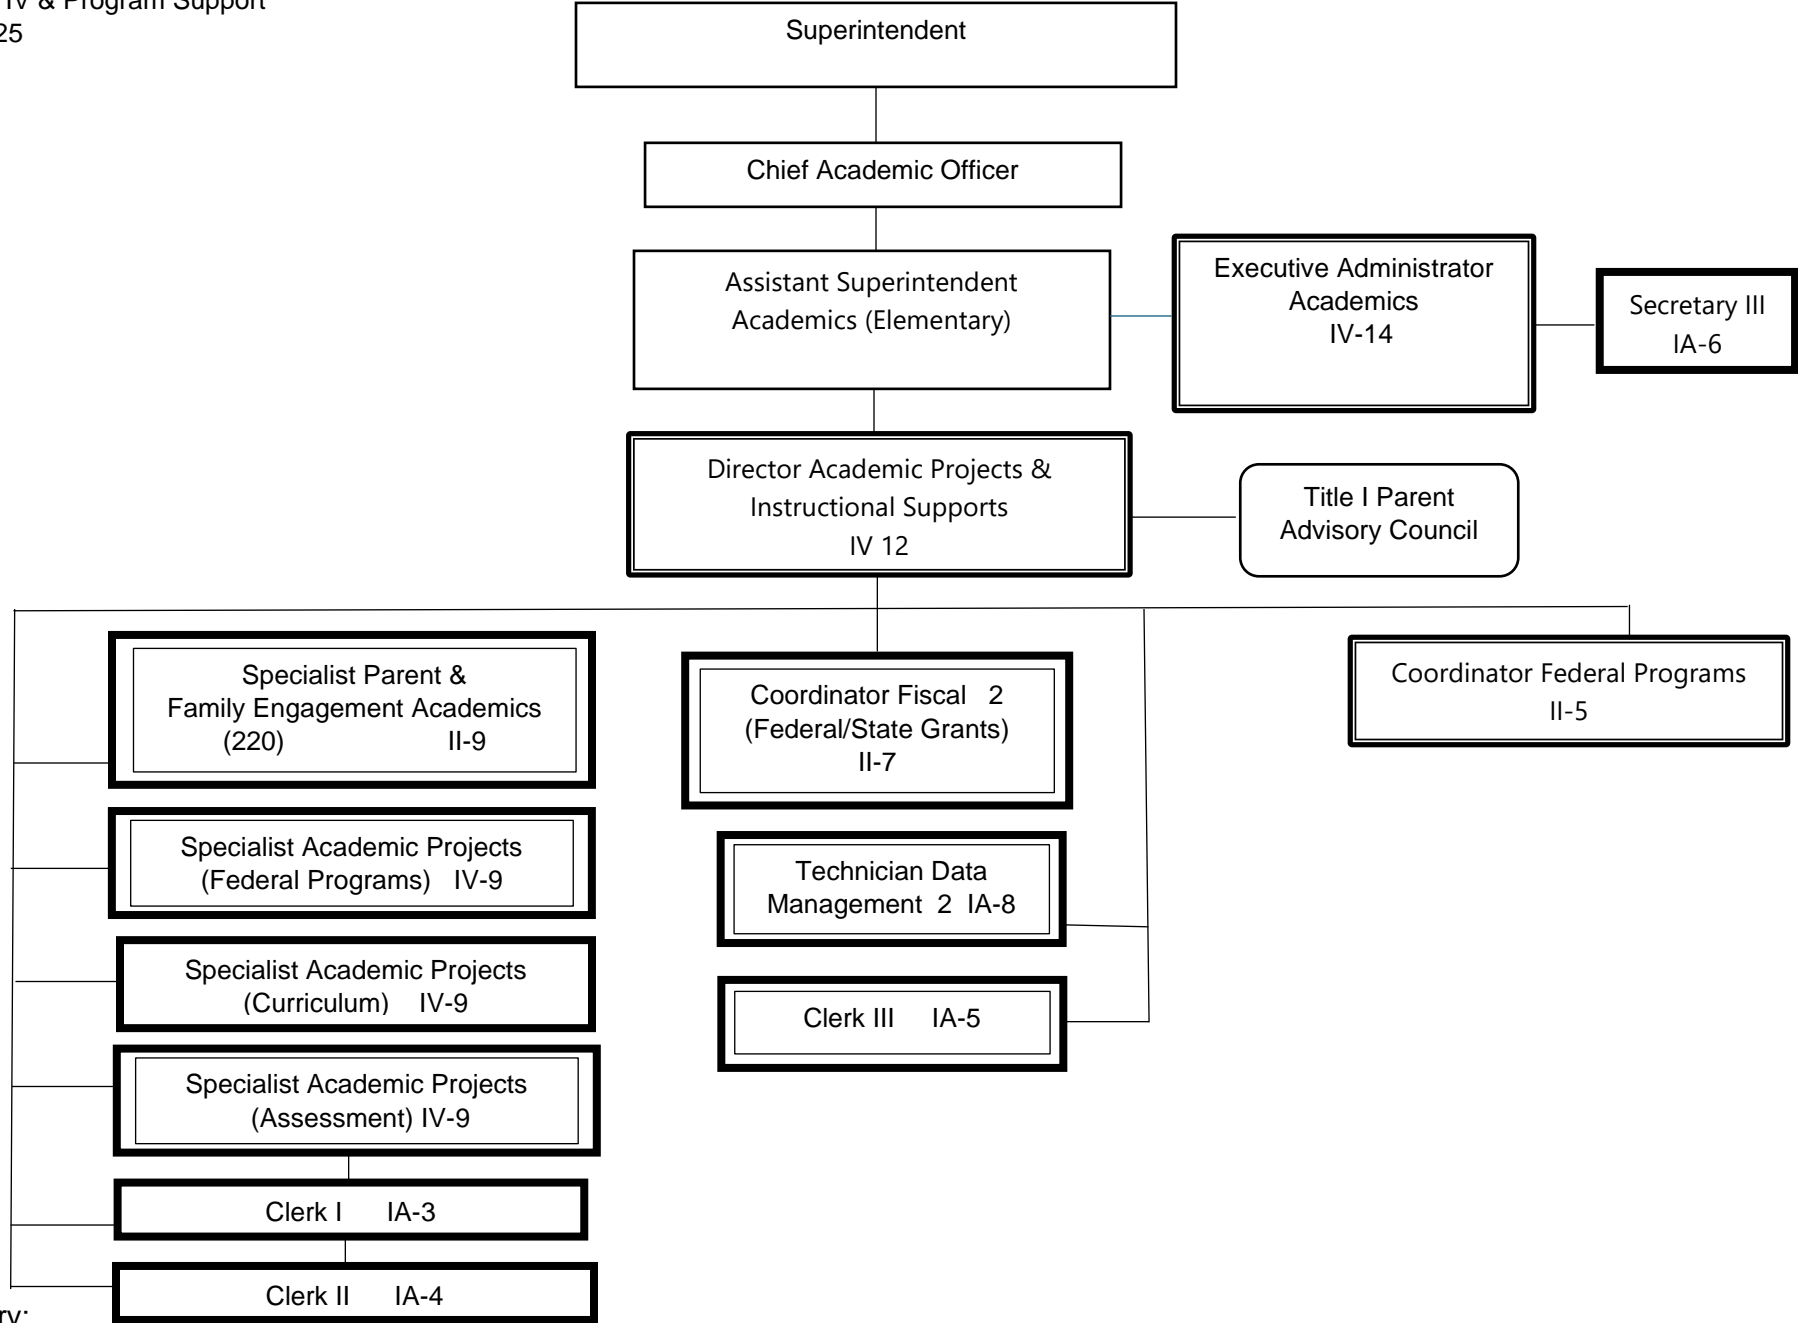 IV & Program Support
25
Superintendent
Chief Academic Officer
Assistant Superintendent
Academics (Elementary)
Executive Administrator
Academics
IV-14
Secretary III
IA-6
Director Academic Projects &
Instructional Supports
IV 12
Title I Parent
Advisory Council
Specialist Parent &
Family Engagement Academics
(220) II-9
Coordinator Fiscal 2
(Federal/State Grants)
II-7
Coordinator Federal Programs
II-5
Specialist Academic Projects
(Federal Programs) IV-9
Technician Data
Management 2 IA-8
Specialist Academic Projects
(Curriculum) IV-9
Clerk III IA-5
Specialist Academic Projects
(Assessment) IV-9
Clerk I IA-3
Clerk II IA-4
ry: